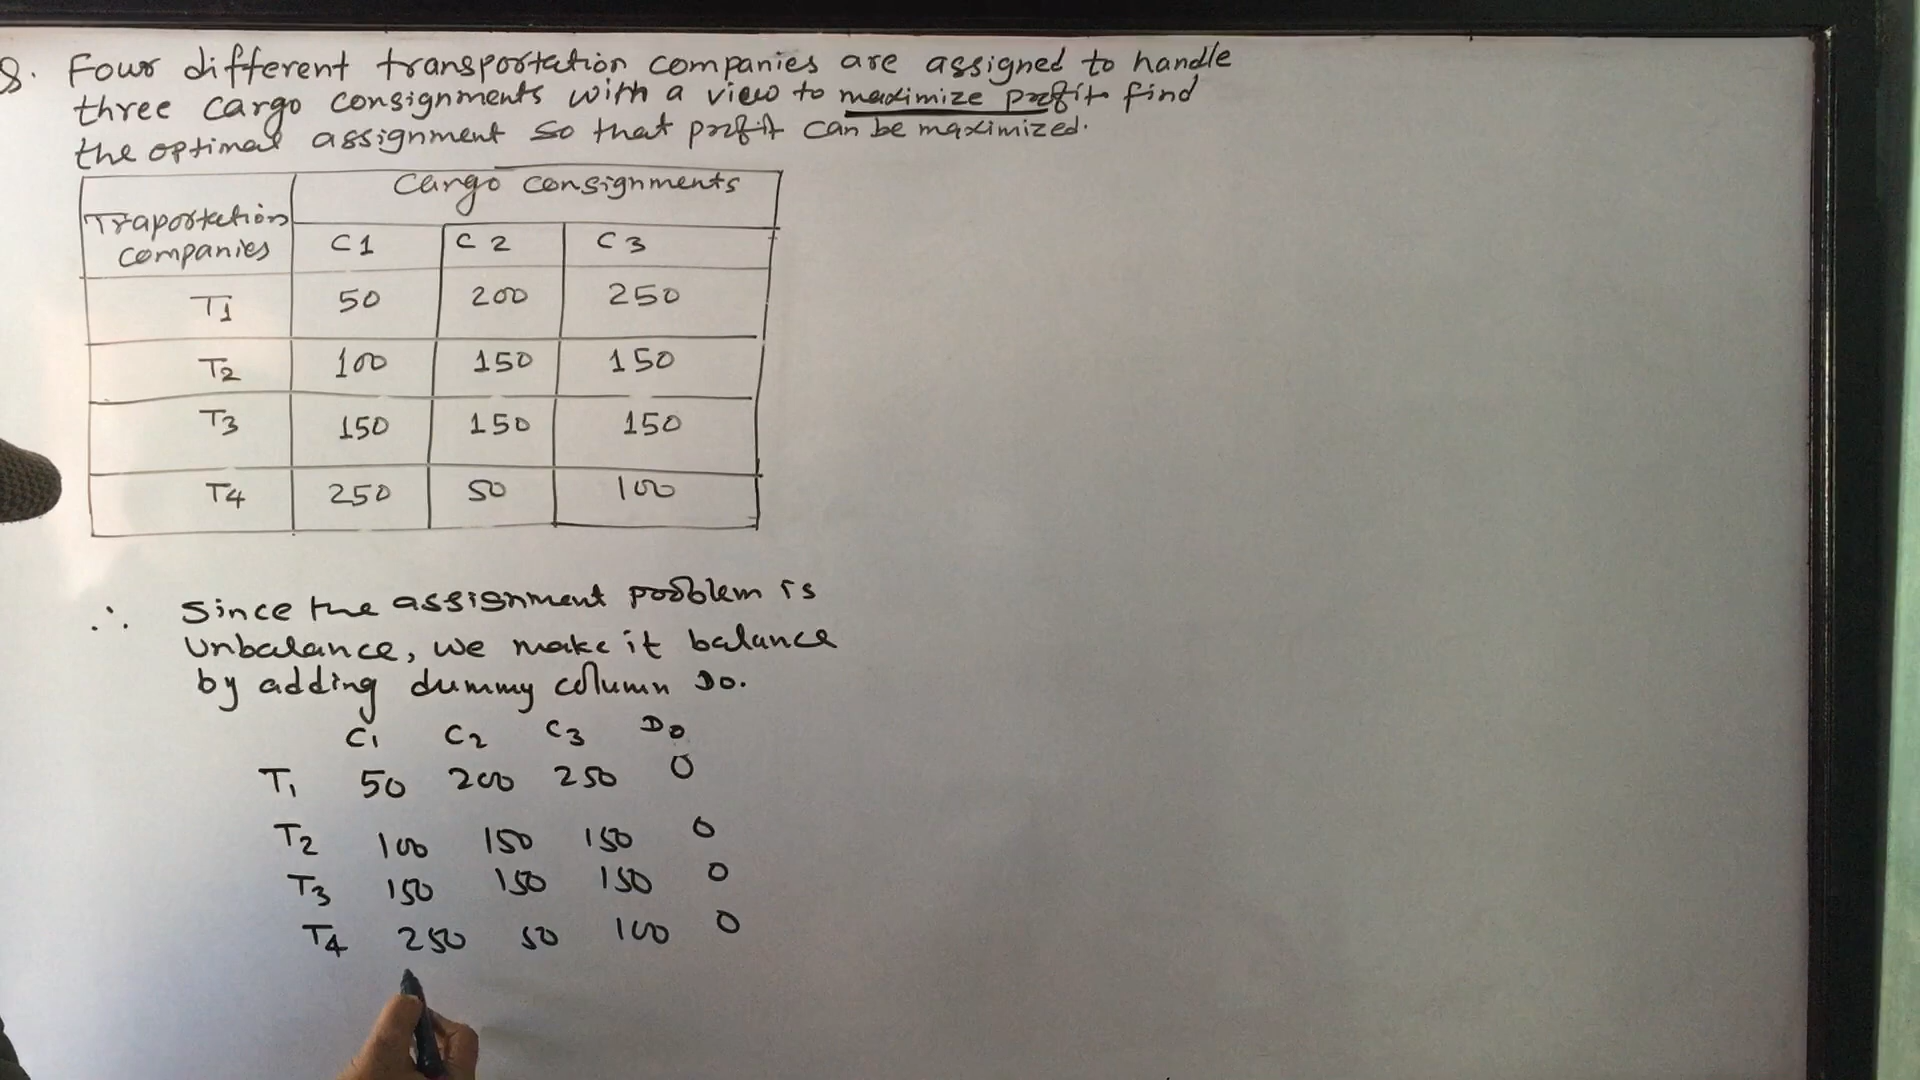 8. Four different transportation companies are assigned to handle
three cargo consignments with a view to maximize profit find
the optimal assignment so that profit can be maximized.
Traportation companies Cargo consignments
C1 C2 C3
T1 50 200 250
T2 100 150 150
T3 150 150 150
T4 250 50 100
∴ Since the assignment problem is
Unbalance, we make it balance
by adding dummy column Do.
C1 C2 C3 D0
T1 50 200 250 0
T2 100 150 150 0
T3 150 150 150 0
T4 250 50 100 0